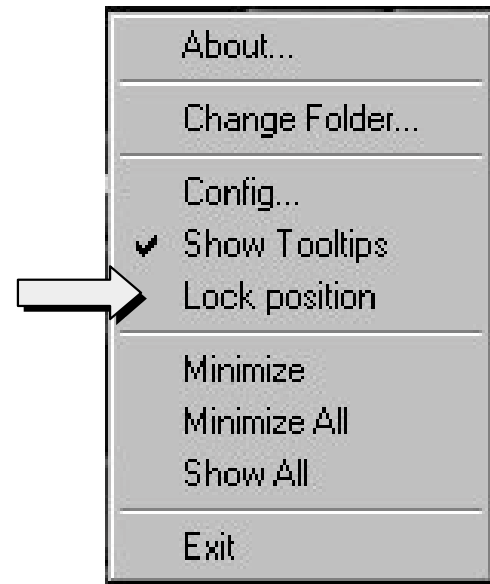 About...
Change Folder...
Config...
Show Tooltips
Lock position
Minimize
Minimize All
Show All
Exit